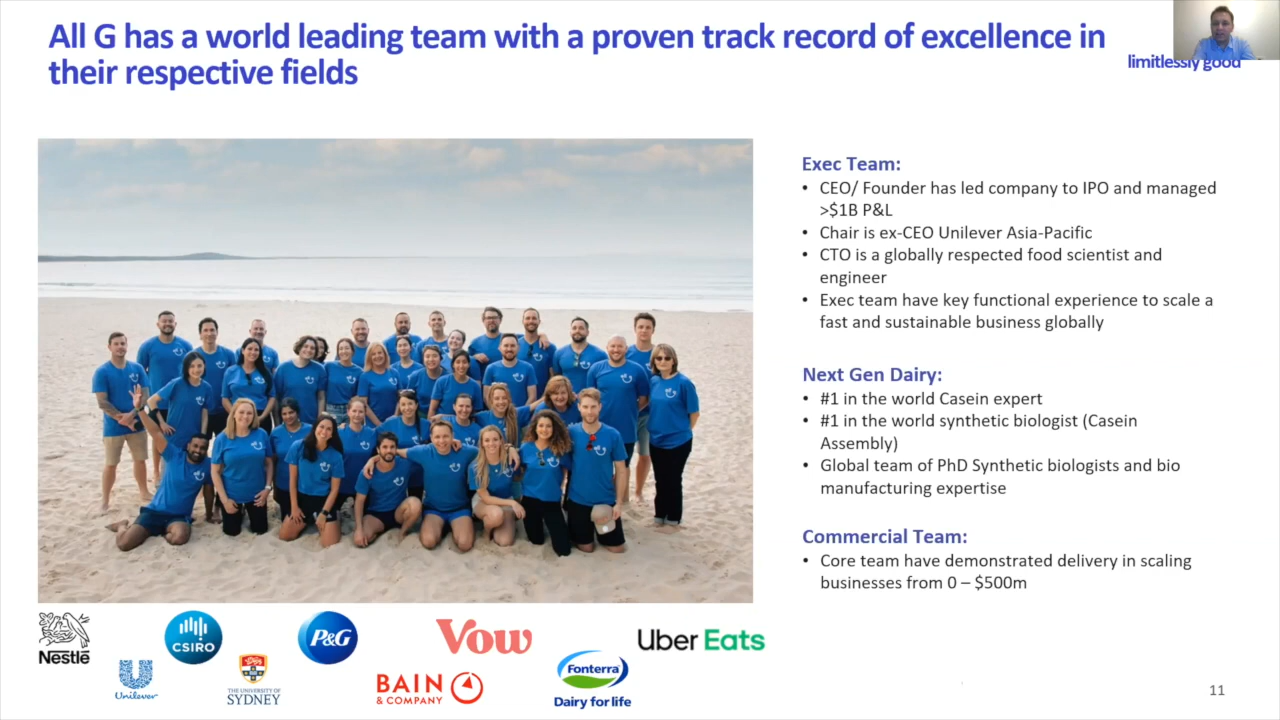 All G has a world leading team with a proven track record of excellence in
their respective fields
limitlessly good
Exec Team:
• CEO/ Founder has led company to IPO and managed
>$1B P&L
• Chair is ex-CEO Unilever Asia-Pacific
• CTO is a globally respected food scientist and
engineer
• Exec team have key functional experience to scale a
fast and sustainable business globally
Next Gen Dairy:
• #1 in the world Casein expert
• #1 in the world synthetic biologist (Casein
Assembly)
• Global team of PhD Synthetic biologists and bio
manufacturing expertise
Commercial Team:
• Core team have demonstrated delivery in scaling
businesses from 0 – $500m
Nestlē
CSIRO
P&G
Vow
Uber Eats
Unilever
THE UNIVERSITY OF
SYDNEY
BAIN
& COMPANY
Fonterra
Dairy for life
11